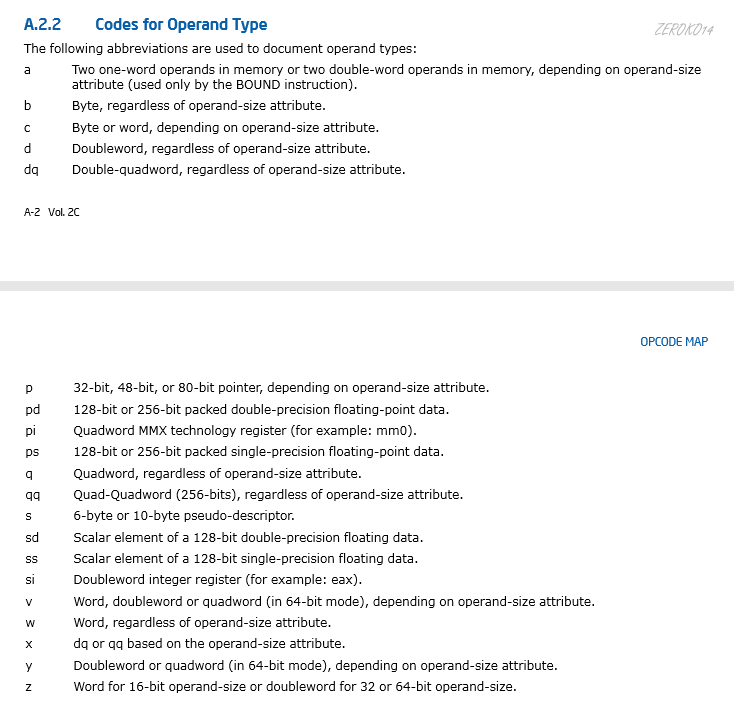 A.2.2 Codes for Operand Type
ZEROKO14
The following abbreviations are used to document operand types:
a Two one-word operands in memory or two double-word operands in memory, depending on operand-size
attribute (used only by the BOUND instruction).
b Byte, regardless of operand-size attribute.
c Byte or word, depending on operand-size attribute.
d Doubleword, regardless of operand-size attribute.
dq Double-quadword, regardless of operand-size attribute.
A-2 Vol. 2C
OPCODE MAP
p 32-bit, 48-bit, or 80-bit pointer, depending on operand-size attribute.
pd 128-bit or 256-bit packed double-precision floating-point data.
pi Quadword MMX technology register (for example: mm0).
ps 128-bit or 256-bit packed single-precision floating-point data.
q Quadword, regardless of operand-size attribute.
qq Quad-Quadword (256-bits), regardless of operand-size attribute.
s 6-byte or 10-byte pseudo-descriptor.
sd Scalar element of a 128-bit double-precision floating data.
ss Scalar element of a 128-bit single-precision floating data.
si Doubleword integer register (for example: eax).
v Word, doubleword or quadword (in 64-bit mode), depending on operand-size attribute.
w Word, regardless of operand-size attribute.
x dq or qq based on the operand-size attribute.
y Doubleword or quadword (in 64-bit mode), depending on operand-size attribute.
z Word for 16-bit operand-size or doubleword for 32 or 64-bit operand-size.